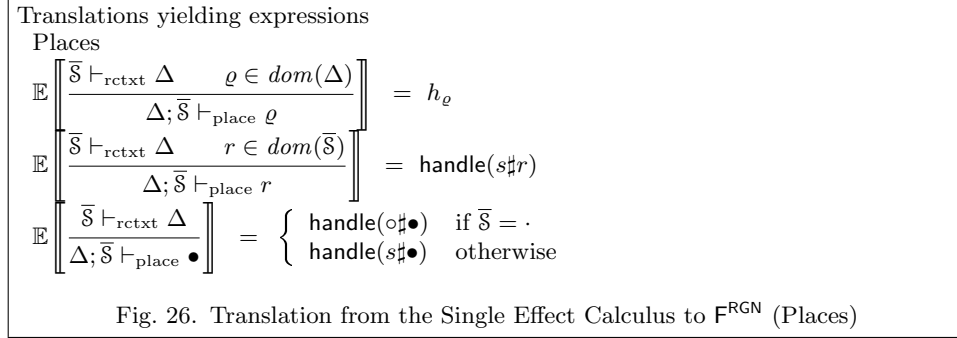 Translations yielding expressions
Places
𝔼⟦ S̅ ⊢rctxt Δ    ϱ ∈ dom(Δ)
Δ; S̅ ⊢place ϱ ⟧ = hϱ
𝔼⟦ S̅ ⊢rctxt Δ    r ∈ dom(S̅)
Δ; S̅ ⊢place r ⟧ = handle(s♯r)
𝔼⟦ S̅ ⊢rctxt Δ
Δ; S̅ ⊢place • ⟧ = { handle(∘♯•) if S̅ = ·
handle(s♯•) otherwise
Fig. 26. Translation from the Single Effect Calculus to F^RGN (Places)